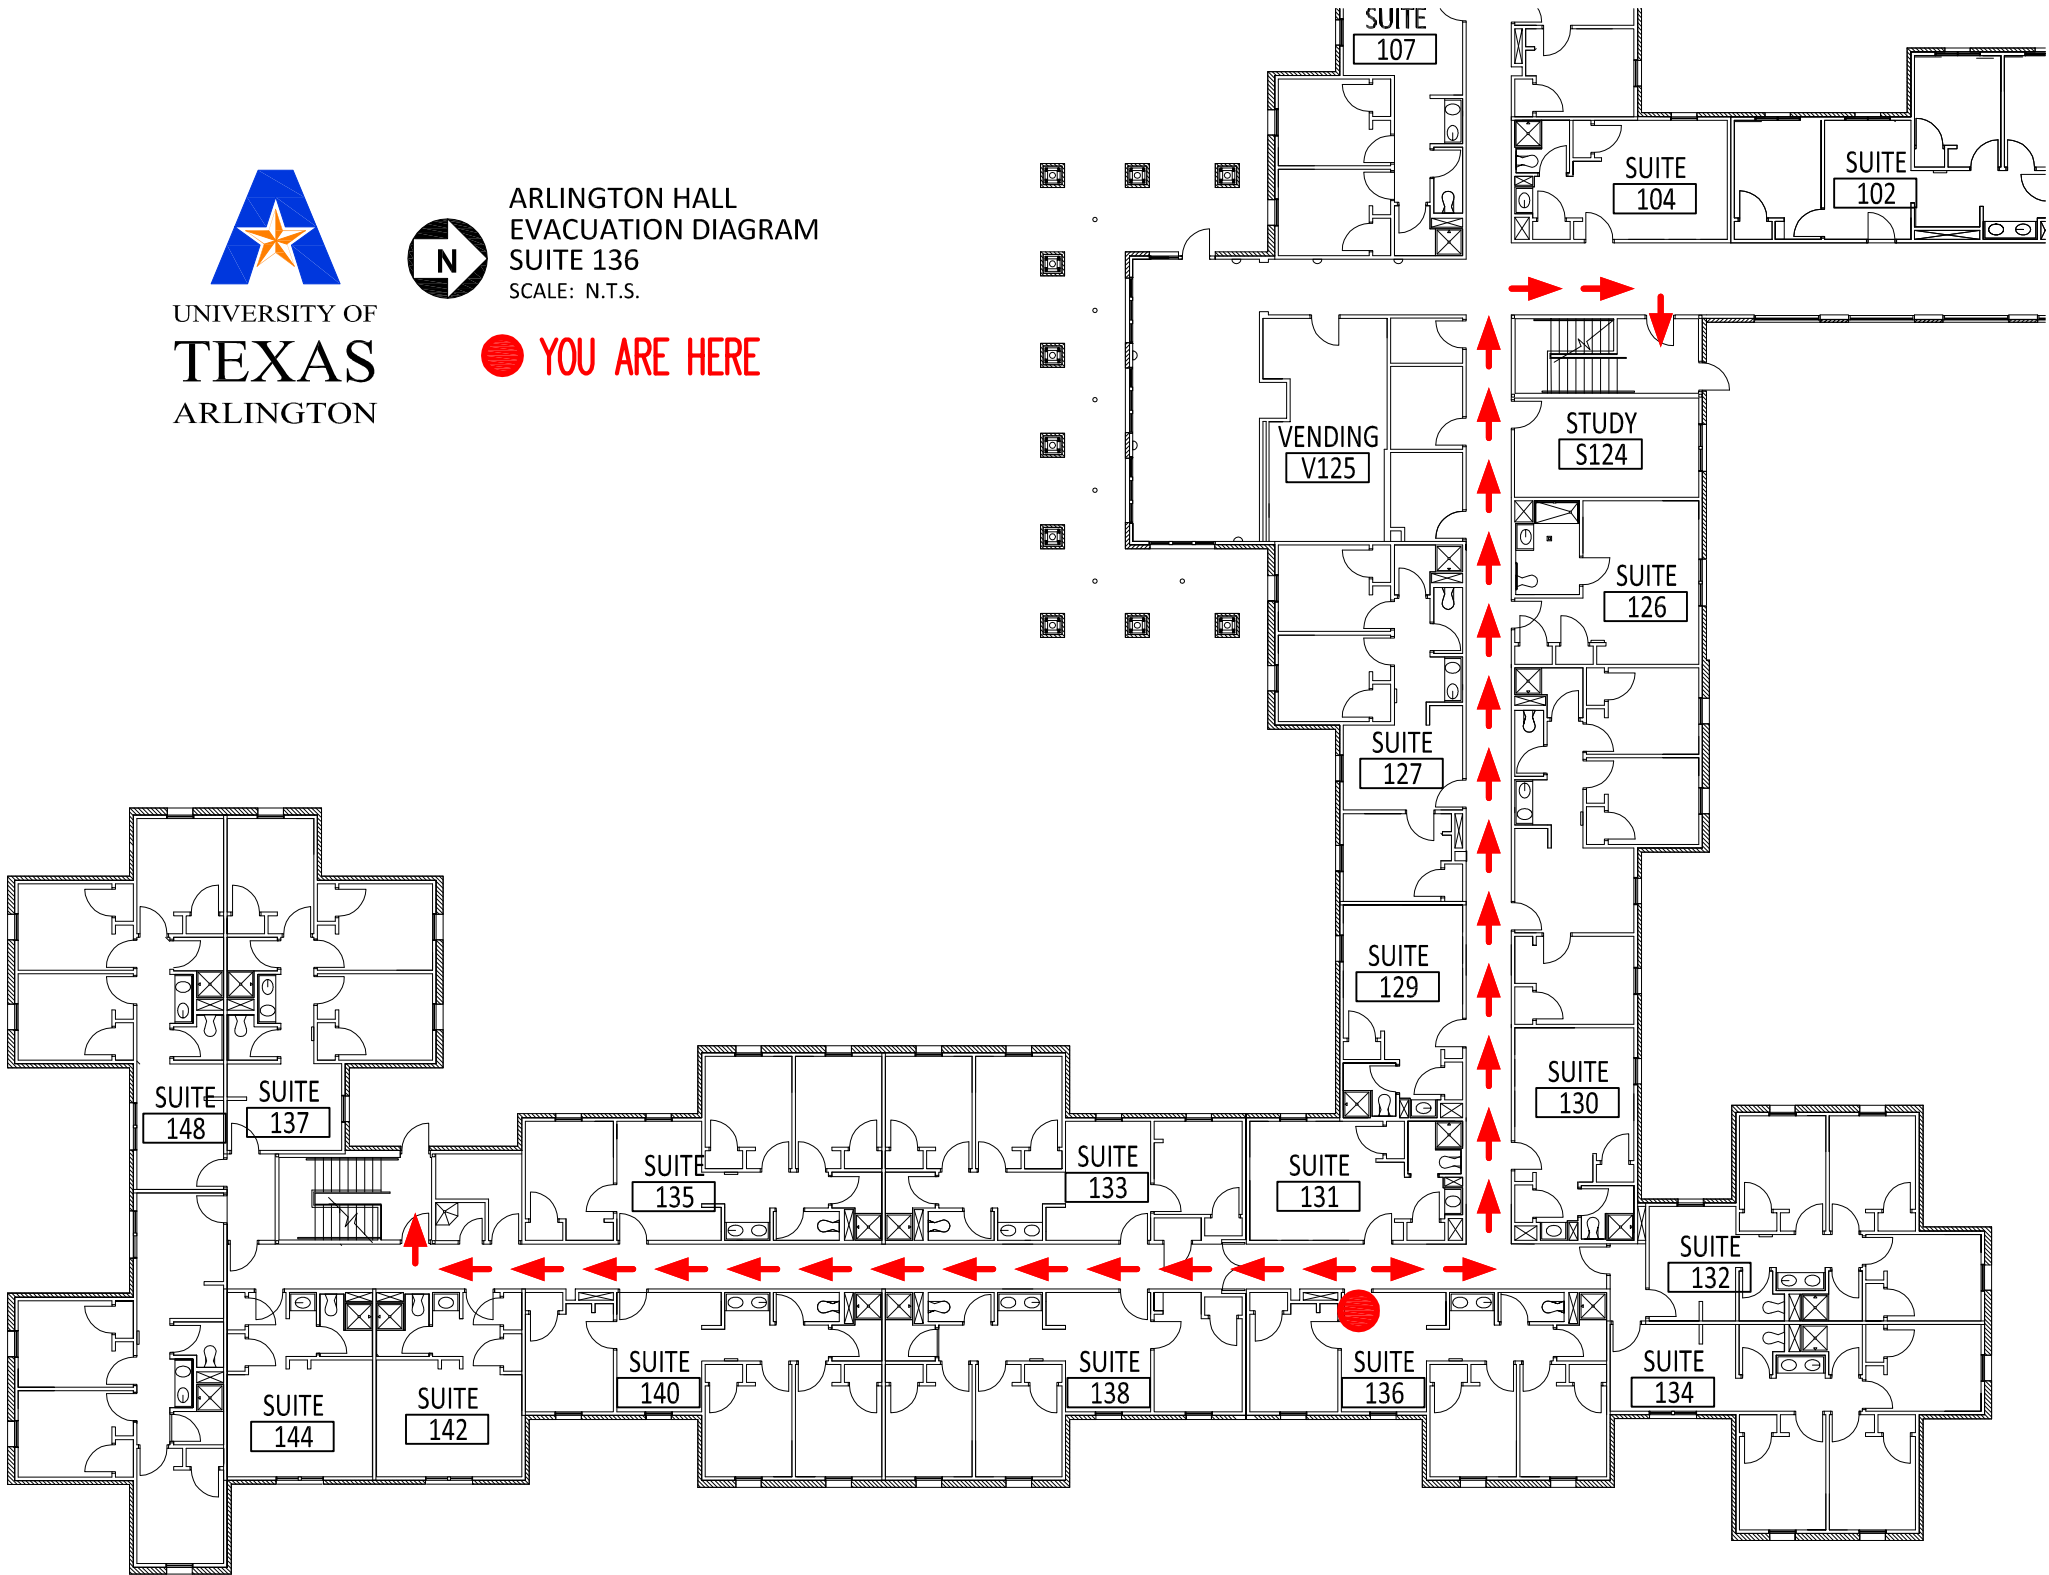 SUITE
107
SUITE
104
SUITE
102
N
ARLINGTON HALL
EVACUATION DIAGRAM
SUITE 136
SCALE: N.T.S.
UNIVERSITY OF
TEXAS
ARLINGTON
YOU ARE HERE
VENDING
V125
STUDY
S124
SUITE
126
SUITE
127
SUITE
129
SUITE
130
SUITE
148
SUITE
137
SUITE
135
SUITE
133
SUITE
131
SUITE
132
SUITE
144
SUITE
142
SUITE
140
SUITE
138
SUITE
136
SUITE
134